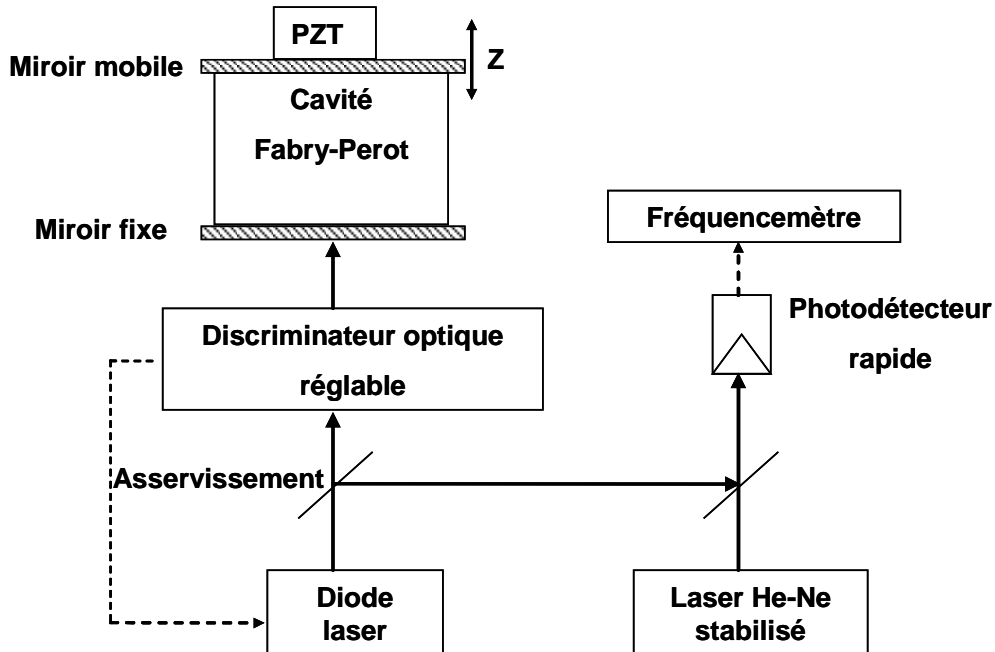 PZT
Z
Miroir mobile
Cavité
Fabry-Perot
Miroir fixe
Fréquencemètre
Photodétecteur
rapide
Discriminateur optique
réglable
Asservissement
Diode
laser
Laser He-Ne
stabilisé